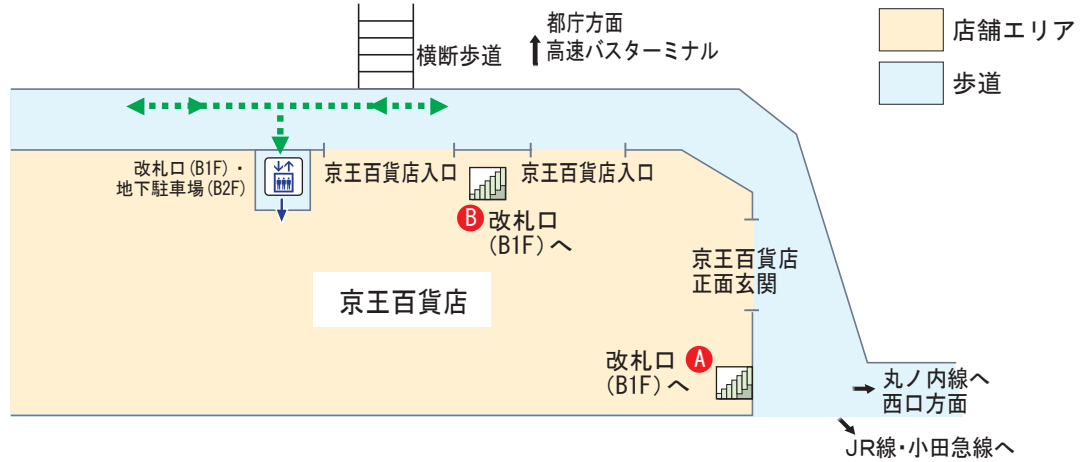 都庁方面
高速バスターミナル
横断歩道
店舗エリア
歩道
改札口(B1F)・
地下駐車場(B2F)
京王百貨店入口
京王百貨店入口
B 改札口
(B1F)へ
京王百貨店
正面玄関
京王百貨店
改札口 A
(B1F)へ
丸ノ内線へ
西口方面
JR線・小田急線へ